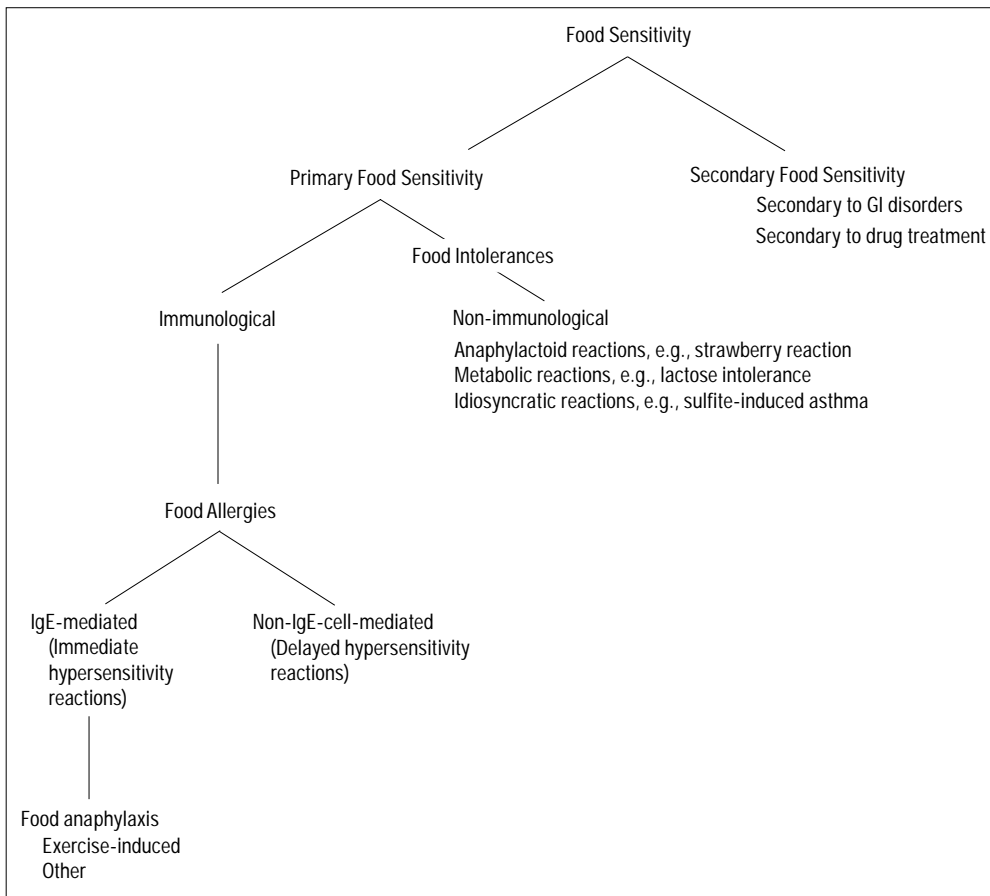 Food Sensitivity
Primary Food Sensitivity
Secondary Food Sensitivity
Secondary to GI disorders
Secondary to drug treatment
Food Intolerances
Immunological
Non-immunological
Anaphylactoid reactions, e.g., strawberry reaction
Metabolic reactions, e.g., lactose intolerance
Idiosyncratic reactions, e.g., sulfite-induced asthma
Food Allergies
IgE-mediated
(Immediate
hypersensitivity
reactions)
Non-IgE-cell-mediated
(Delayed hypersensitivity
reactions)
Food anaphylaxis
Exercise-induced
Other